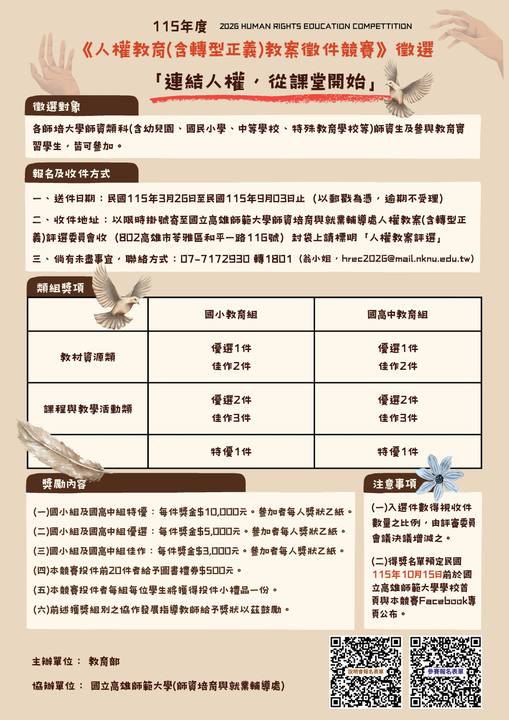 115年度 2026 HUMAN RIGHTS EDUCATION COMPETTITION
《人權教育(含轉型正義)教案徵件競賽》徵選
「連結人權，從課堂開始」
徵選對象
各師培大學師資類科(含幼兒園、國民小學、中等學校、特殊教育學校等)師資生及參與教育實
習學生，皆可參加。
報名及收件方式
一、送件日期：民國115年3月26日至民國115年9月03日止（以郵戳為憑，逾期不受理）
二、收件地址：以限時掛號寄至國立高雄師範大學師資培育與就業輔導處人權教案(含轉型正
義)評選委員會收（802高雄市苓雅區和平一路116號）封袋上請標明「人權教案評選」
三、倘有未盡事宜，聯絡方式：07-7172930 轉1801（翁小姐，hrec2026@mail.nknu.edu.tw）
類組獎項
國小教育組 國高中教育組
教材資源類
優選1件 優選1件
佳作2件 佳作2件
課程與教學活動類
優選2件 優選2件
佳作3件 佳作3件
特優1件 特優1件
獎勵內容
(一)國小組及國高中組特優：每件獎金$10,000元。參加者每人獎狀乙紙。
(二)國小組及國高中組優選：每件獎金$5,000元。參加者每人獎狀乙紙。
(三)國小組及國高中組佳作：每件獎金$3,000元。參加者每人獎狀乙紙。
(四)本競賽投件前20件者給予圖書禮券$500元。
(五)本競賽投件者每組每位學生將獲得投件小禮品一份。
(六)前述獲獎組別之協作發展指導教師給予獎狀以茲鼓勵。
注意事項
(一)入選件數得視收件
數量之比例，由評審委員
會議決議增減之。
(二)得獎名單預定民國
115年10月15日前於國
立高雄師範大學學校首
頁與本競賽Facebook專
頁公布。
主辦單位： 教育部
協辦單位： 國立高雄師範大學(師資培育與就業輔導處)
說明會報名表單
參賽報名表單